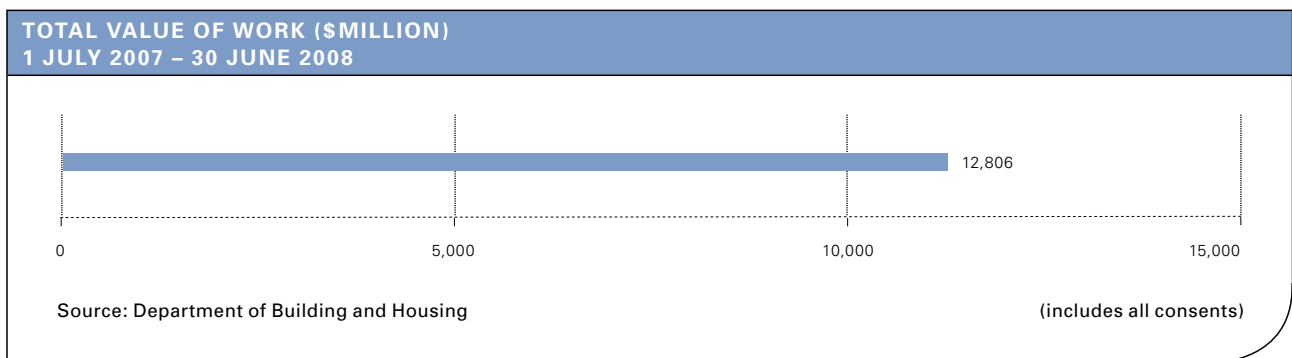 TOTAL VALUE OF WORK ($MILLION)
1 JULY 2007 – 30 JUNE 2008
12,806
0 5,000 10,000 15,000
Source: Department of Building and Housing (includes all consents)